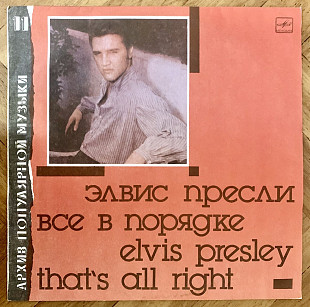 11
АРХИВ ПОПУЛЯРНОЙ МУЗЫКИ
элвис пресли
все в порядке
elvis presley
that's all right